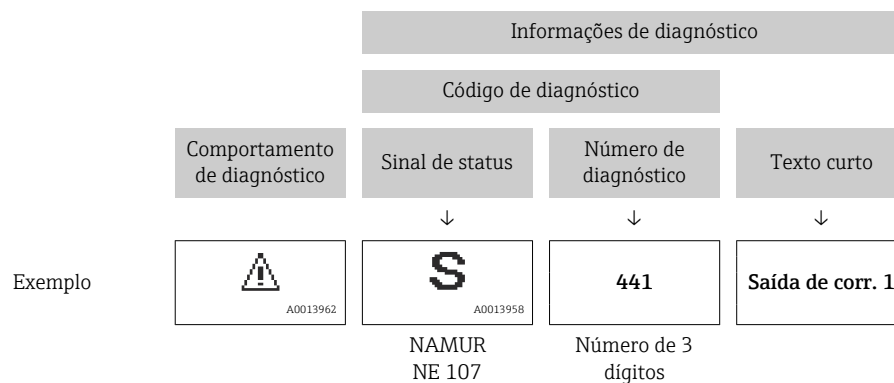 Informações de diagnóstico
Código de diagnóstico
Comportamento
de diagnóstico
Sinal de status
Número de
diagnóstico
Texto curto
↓ ↓ ↓
Exemplo
A0013962
S
A0013958
441
Saída de corr. 1
NAMUR
NE 107
Número de 3
dígitos